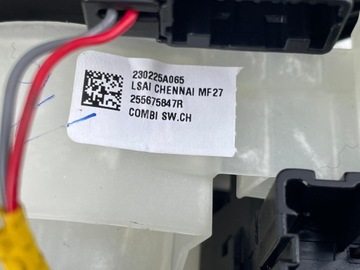 230225A065
LSAI CHENNAI MF27
255675847R
COMBI SW.CH